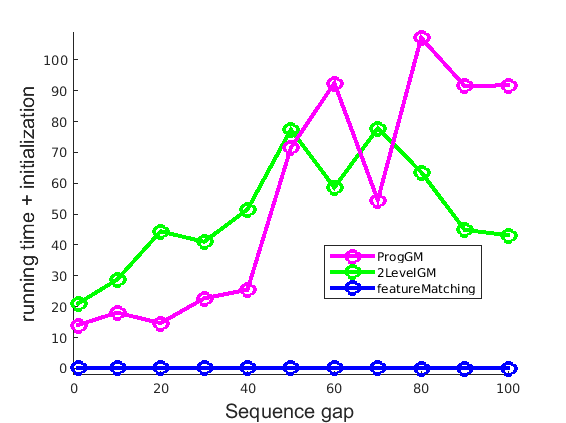 running time + initialization
100
90
80
70
60
50
40
30
20
10
0
0 20 40 60 80 100
Sequence gap
ProgGM
2LevelGM
featureMatching